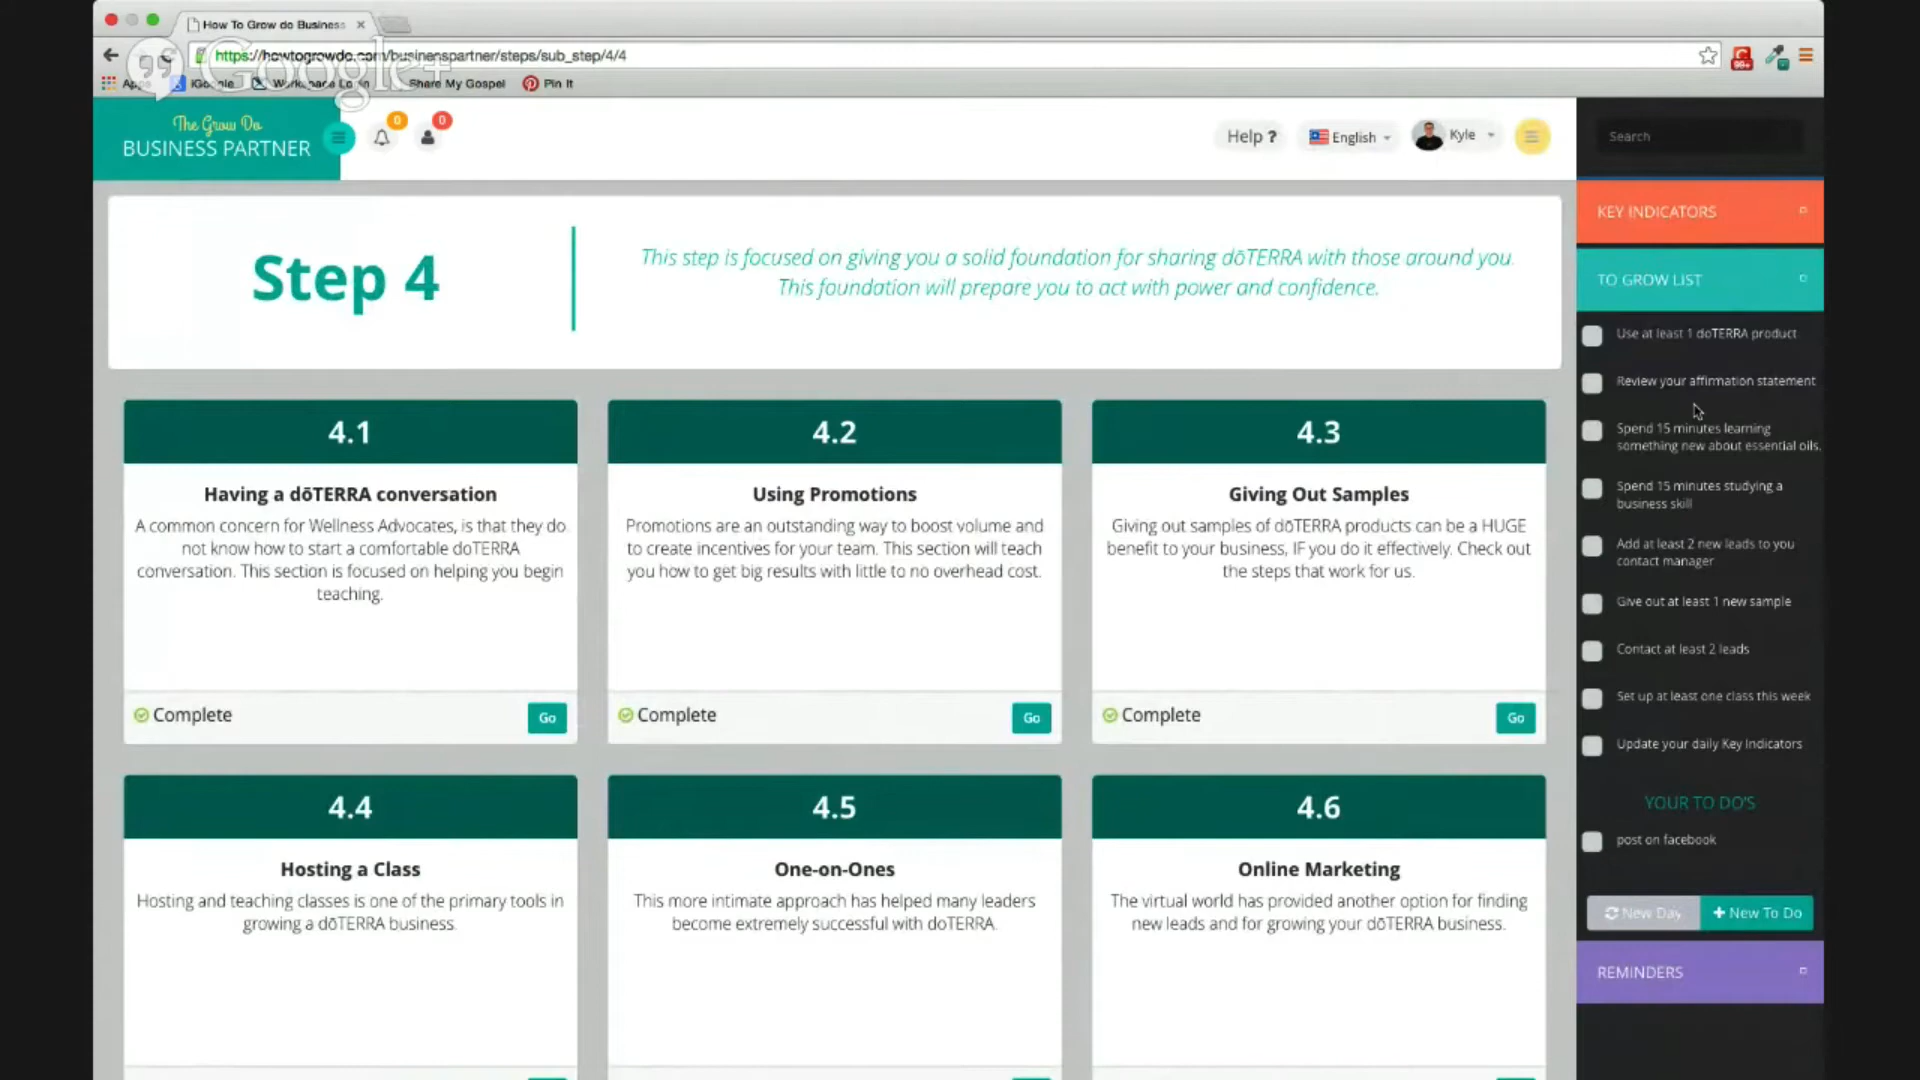 How To Grow do Business
https://howtogrowdo.com/businesspartner/steps/sub_step/4/4
Google+
Apps
iGoogle
Workspace Login
Share My Gospel
Pin It
The Grow Do
BUSINESS PARTNER
0
0
Help ?
English
Kyle
Search
KEY INDICATORS
TO GROW LIST
Step 4
This step is focused on giving you a solid foundation for sharing dōTERRA with those around you.
This foundation will prepare you to act with power and confidence.
4.1
Having a dōTERRA conversation
A common concern for Wellness Advocates, is that they do
not know how to start a comfortable doTERRA
conversation. This section is focused on helping you begin
teaching.
Complete
Go
4.2
Using Promotions
Promotions are an outstanding way to boost volume and
to create incentives for your team. This section will teach
you how to get big results with little to no overhead cost.
Complete
Go
4.3
Giving Out Samples
Giving out samples of dōTERRA products can be a HUGE
benefit to your business, IF you do it effectively. Check out
the steps that work for us.
Complete
Go
4.4
Hosting a Class
Hosting and teaching classes is one of the primary tools in
growing a dōTERRA business.
4.5
One-on-Ones
This more intimate approach has helped many leaders
become extremely successful with doTERRA.
4.6
Online Marketing
The virtual world has provided another option for finding
new leads and for growing your dōTERRA business.
Use at least 1 doTERRA product
Review your affirmation statement
Spend 15 minutes learning
something new about essential oils.
Spend 15 minutes studying a
business skill
Add at least 2 new leads to you
contact manager
Give out at least 1 new sample
Contact at least 2 leads
Set up at least one class this week
Update your daily Key Indicators
YOUR TO DO'S
post on facebook
New Day
New To Do
REMINDERS